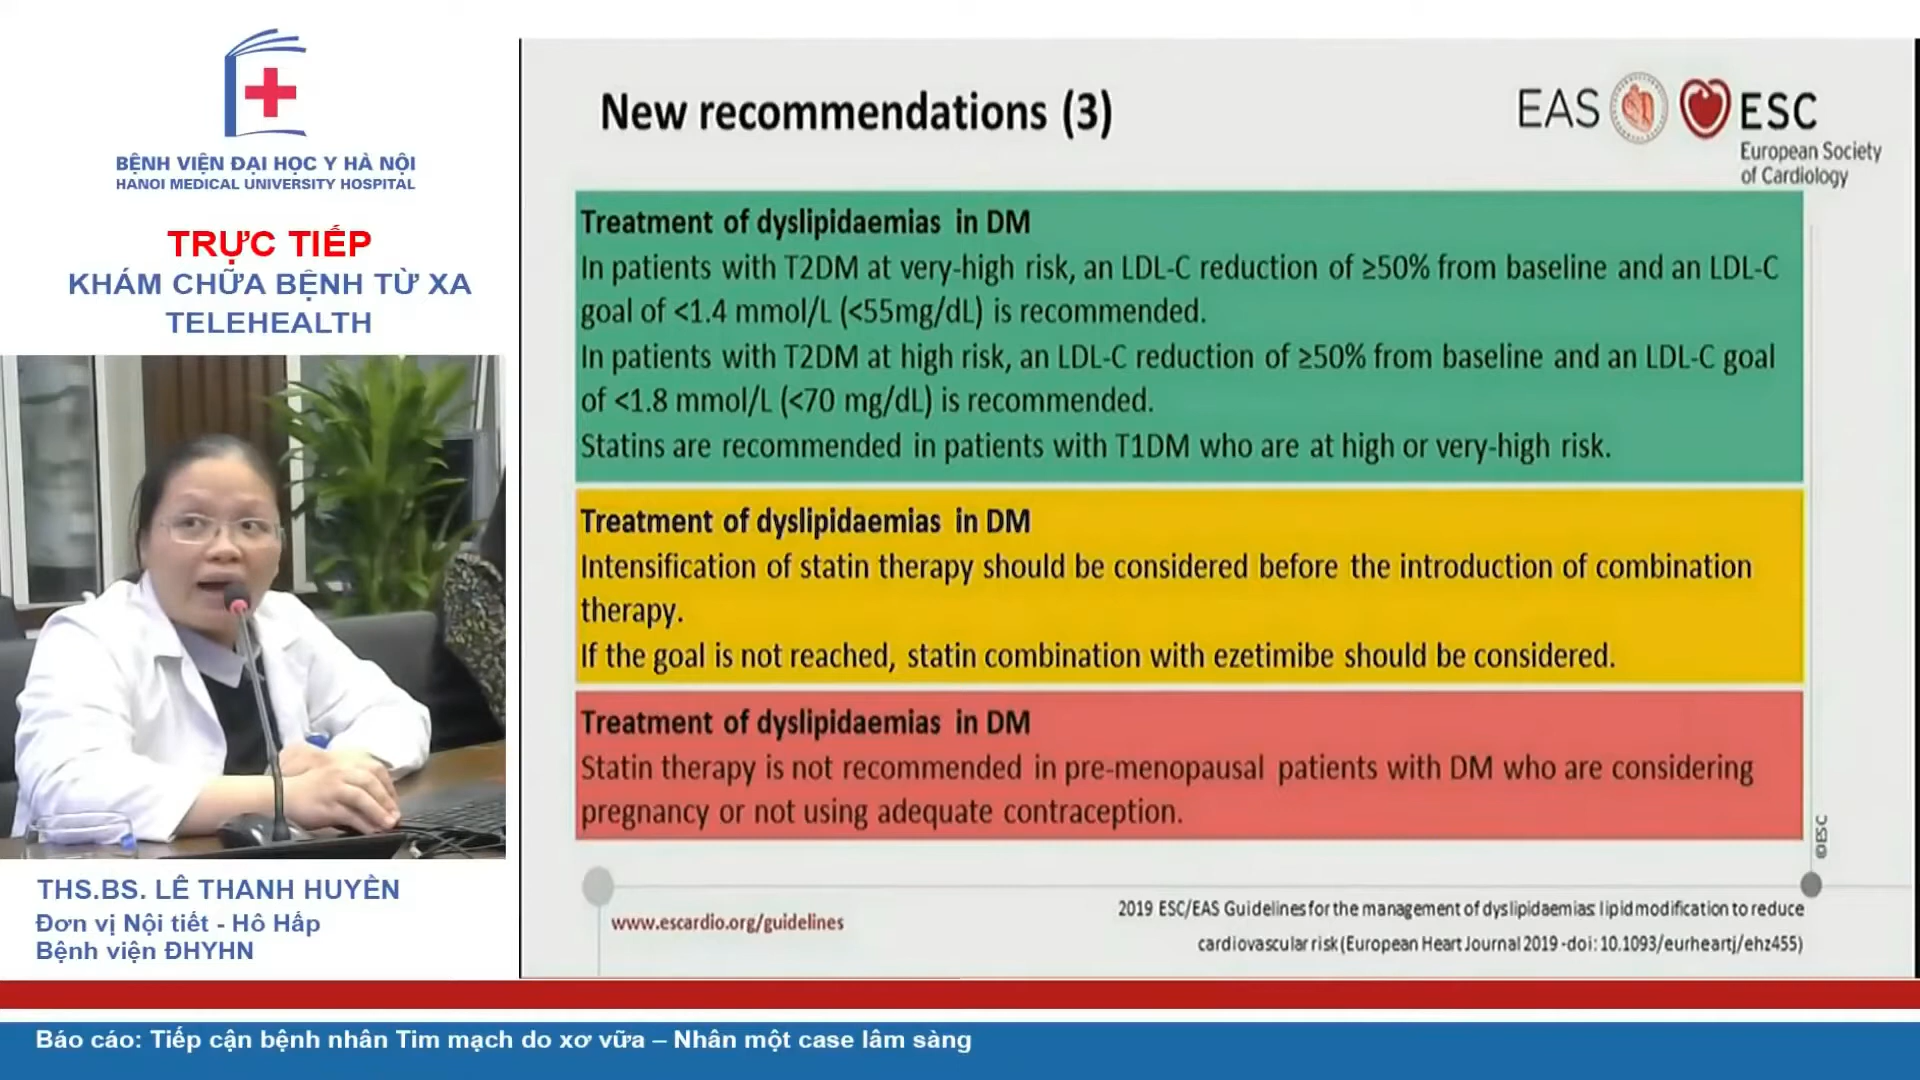 BỆNH VIỆN ĐẠI HỌC Y HÀ NỘI
HANOI MEDICAL UNIVERSITY HOSPITAL
TRỰC TIẾP
KHÁM CHỮA BỆNH TỪ XA
TELEHEALTH
THS.BS. LÊ THANH HUYỀN
Đơn vị Nội tiết - Hô Hấp
Bệnh viện ĐHYHN
New recommendations (3)
EAS
ESC
European Society
of Cardiology
Treatment of dyslipidaemias in DM
In patients with T2DM at very-high risk, an LDL-C reduction of ≥50% from baseline and an LDL-C
goal of <1.4 mmol/L (<55mg/dL) is recommended.
In patients with T2DM at high risk, an LDL-C reduction of ≥50% from baseline and an LDL-C goal
of <1.8 mmol/L (<70 mg/dL) is recommended.
Statins are recommended in patients with T1DM who are at high or very-high risk.
Treatment of dyslipidaemias in DM
Intensification of statin therapy should be considered before the introduction of combination
therapy.
If the goal is not reached, statin combination with ezetimibe should be considered.
Treatment of dyslipidaemias in DM
Statin therapy is not recommended in pre-menopausal patients with DM who are considering
pregnancy or not using adequate contraception.
©ESC
www.escardio.org/guidelines
2019 ESC/EAS Guidelines for the management of dyslipidaemias: lipid modification to reduce
cardiovascular risk (European Heart Journal 2019 -doi: 10.1093/eurheartj/ehz455)
Báo cáo: Tiếp cận bệnh nhân Tim mạch do xơ vữa – Nhân một case lâm sàng